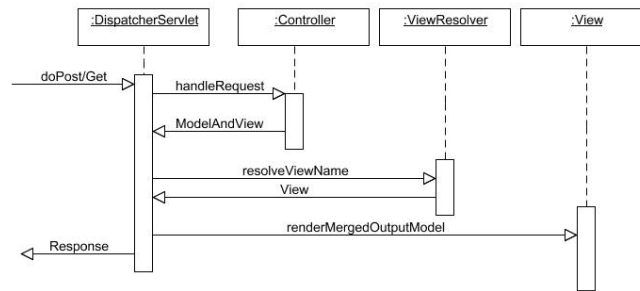 :DispatcherServlet
:Controller
:ViewResolver
:View
doPost/Get
handleRequest
ModelAndView
resolveViewName
View
renderMergedOutputModel
Response